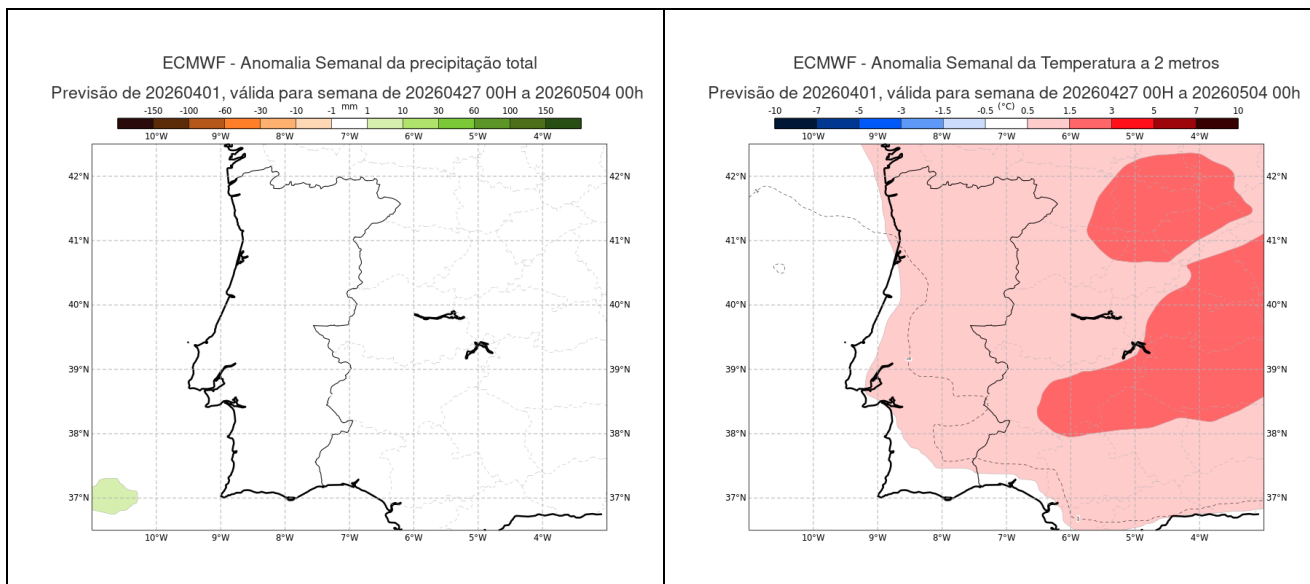 ECMWF - Anomalia Semanal da precipitação total
Previsão de 20260401, válida para semana de 20260427 00H a 20260504 00h
mm
-150 -100 -60 -30 -10 -1 1 10 30 60 100 150
10°W 9°W 8°W 7°W 6°W 5°W 4°W
42°N 42°N
41°N 41°N
40°N 40°N
39°N 39°N
38°N 38°N
37°N 37°N
10°W 9°W 8°W 7°W 6°W 5°W 4°W
ECMWF - Anomalia Semanal da Temperatura a 2 metros
Previsão de 20260401, válida para semana de 20260427 00H a 20260504 00h
(°C)
-10 -7 -5 -3 -1.5 -0.5 0.5 1.5 3 5 7 10
10°W 9°W 8°W 7°W 6°W 5°W 4°W
42°N 42°N
41°N 41°N
40°N 40°N
39°N 39°N
38°N 38°N
37°N 37°N
10°W 9°W 8°W 7°W 6°W 5°W 4°W